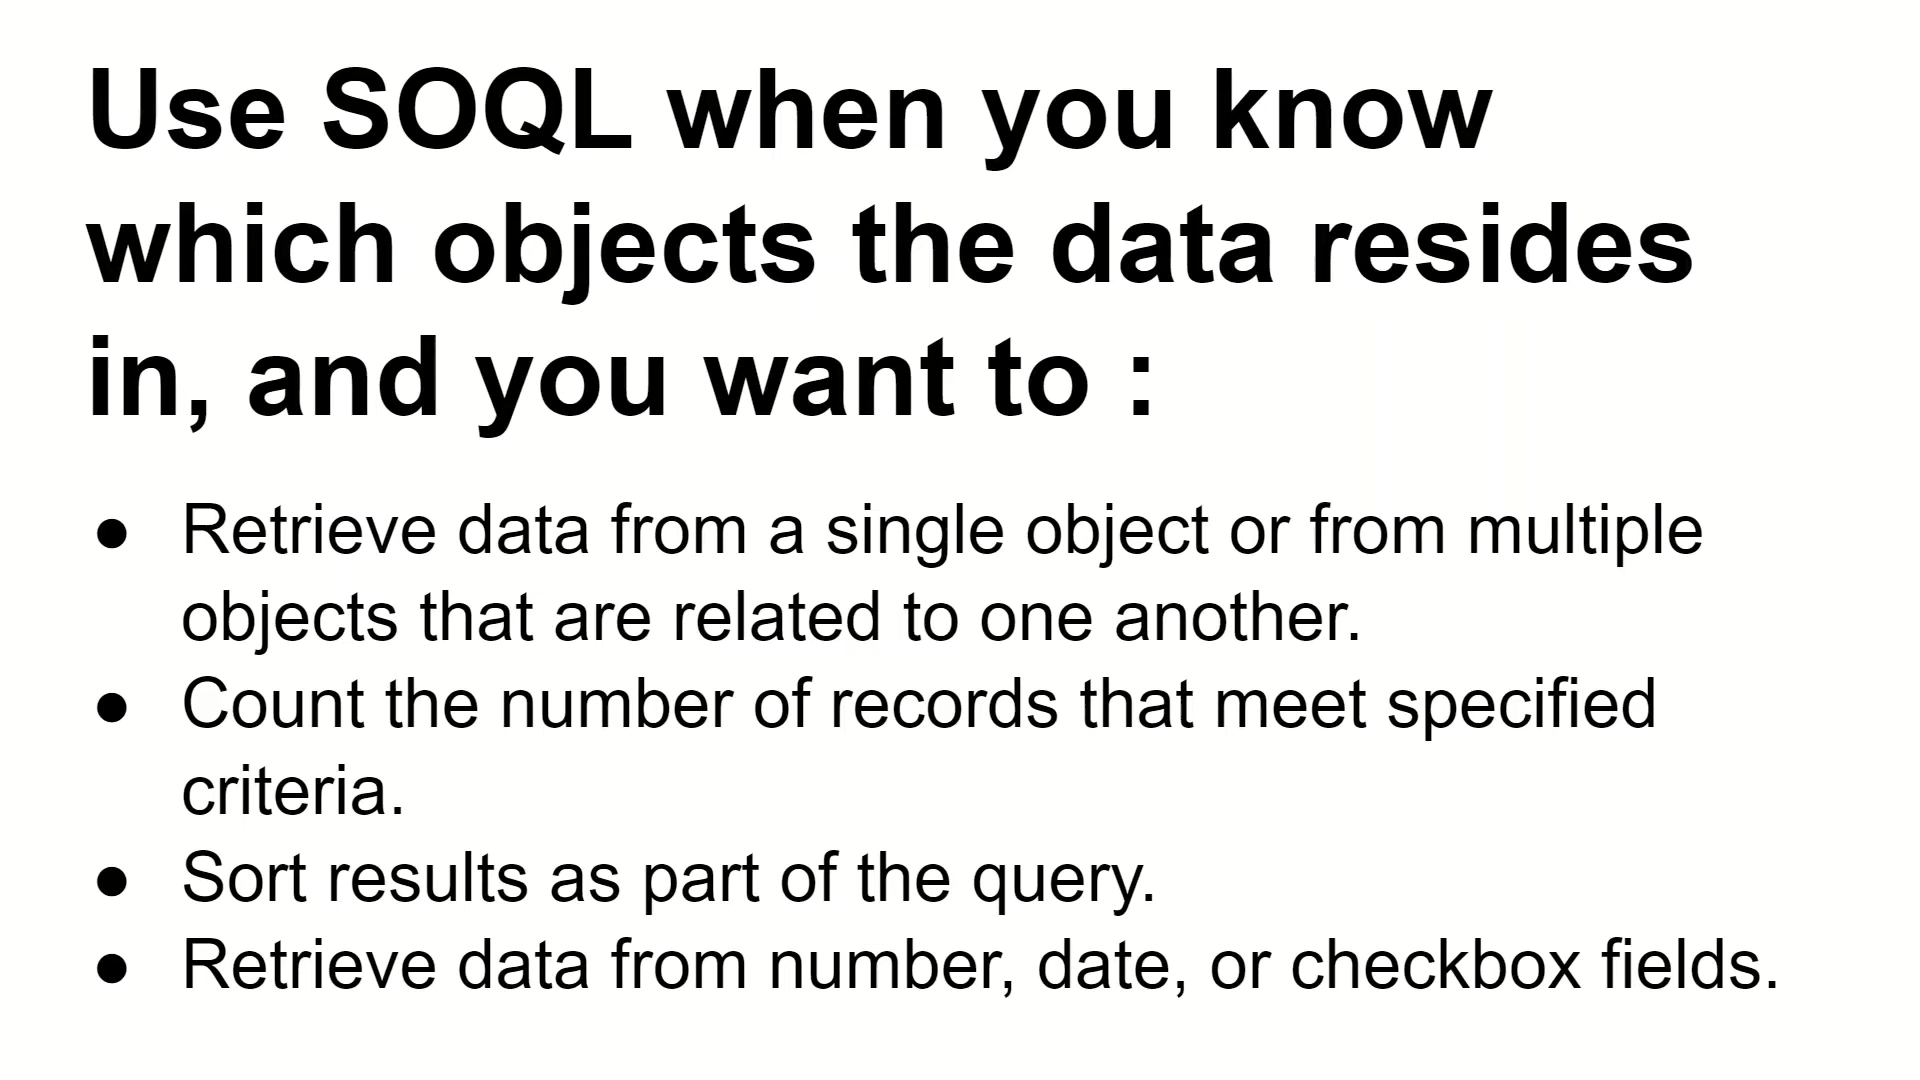 Use SOQL when you know
which objects the data resides
in, and you want to :
● Retrieve data from a single object or from multiple
objects that are related to one another.
● Count the number of records that meet specified
criteria.
● Sort results as part of the query.
● Retrieve data from number, date, or checkbox fields.